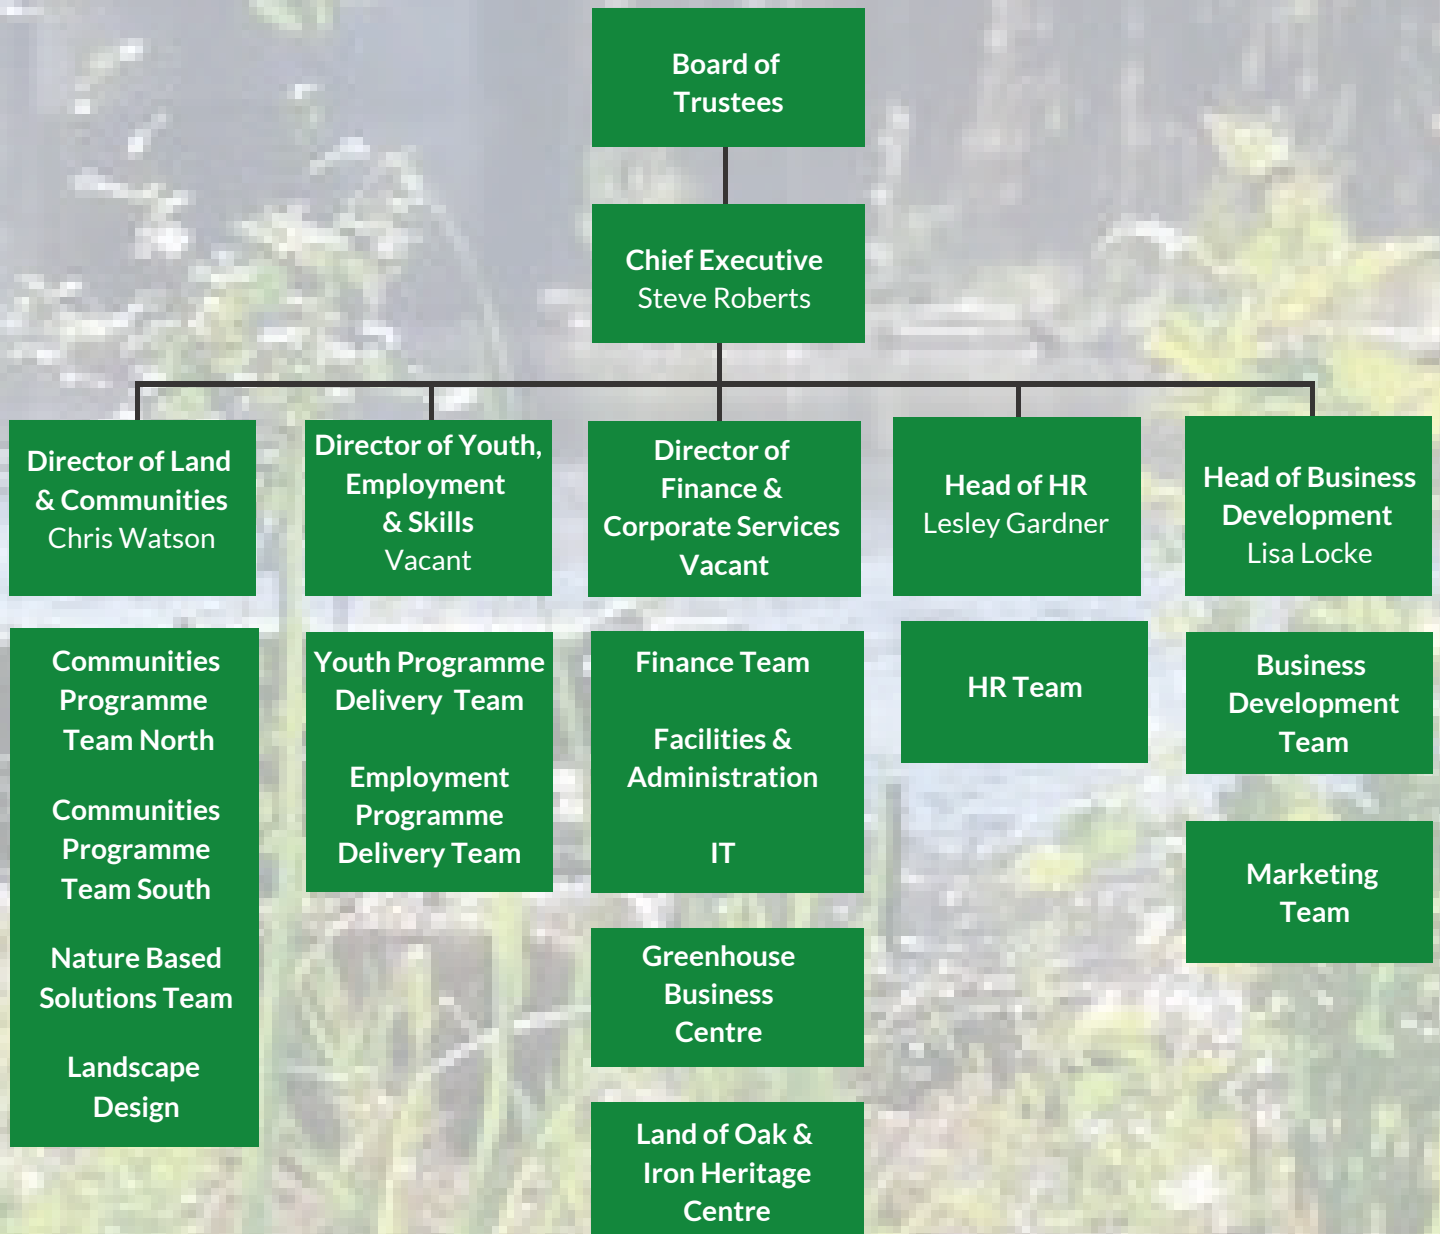 Board of
Trustees
Chief Executive
Steve Roberts
Director of Land
& Communities
Chris Watson
Director of Youth,
Employment
& Skills
Vacant
Director of
Finance &
Corporate Services
Vacant
Head of HR
Lesley Gardner
Head of Business
Development
Lisa Locke
Communities
Programme
Team North
Communities
Programme
Team South
Nature Based
Solutions Team
Landscape
Design
Youth Programme
Delivery Team
Employment
Programme
Delivery Team
Finance Team
Facilities &
Administration
IT
Greenhouse
Business
Centre
Land of Oak &
Iron Heritage
Centre
HR Team
Business
Development
Team
Marketing
Team